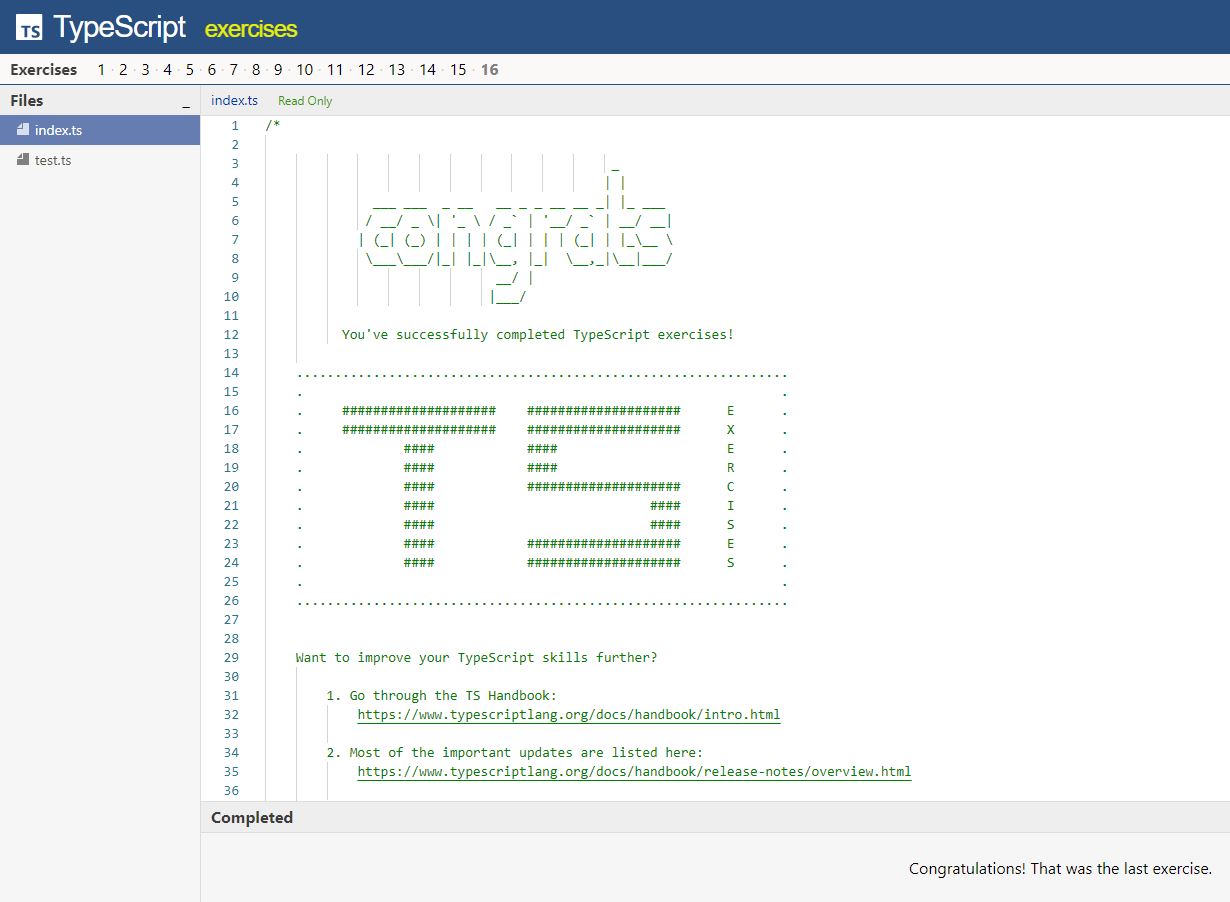 TS TypeScript exercises
Exercises 1 · 2 · 3 · 4 · 5 · 6 · 7 · 8 · 9 · 10 · 11 · 12 · 13 · 14 · 15 · 16
Files _
index.ts Read Only
index.ts
test.ts
1 /*
2
3 _
4 | |
5 ___ ___  _ __   __ _ _ __ __ _| |_ ___
6 / __/ _ \| '_ \ / _` | '__/ _` | __/ __|
7 | (_| (_) | | | | (_| | | | (_| | |_\__ \
8 \___\___/|_| |_|\__, |_|  \__,_|\__|___/
9 __/ |
10 |___/
11
12 You've successfully completed TypeScript exercises!
13
14 ................................................................
15 . .
16 . #################### #################### E .
17 . #################### #################### X .
18 . #### #### E .
19 . #### #### R .
20 . #### #################### C .
21 . #### #### I .
22 . #### #### S .
23 . #### #################### E .
24 . #### #################### S .
25 . .
26 ................................................................
27
28
29 Want to improve your TypeScript skills further?
30
31 1. Go through the TS Handbook:
32 https://www.typescriptlang.org/docs/handbook/intro.html
33
34 2. Most of the important updates are listed here:
35 https://www.typescriptlang.org/docs/handbook/release-notes/overview.html
36
Completed
Congratulations! That was the last exercise.